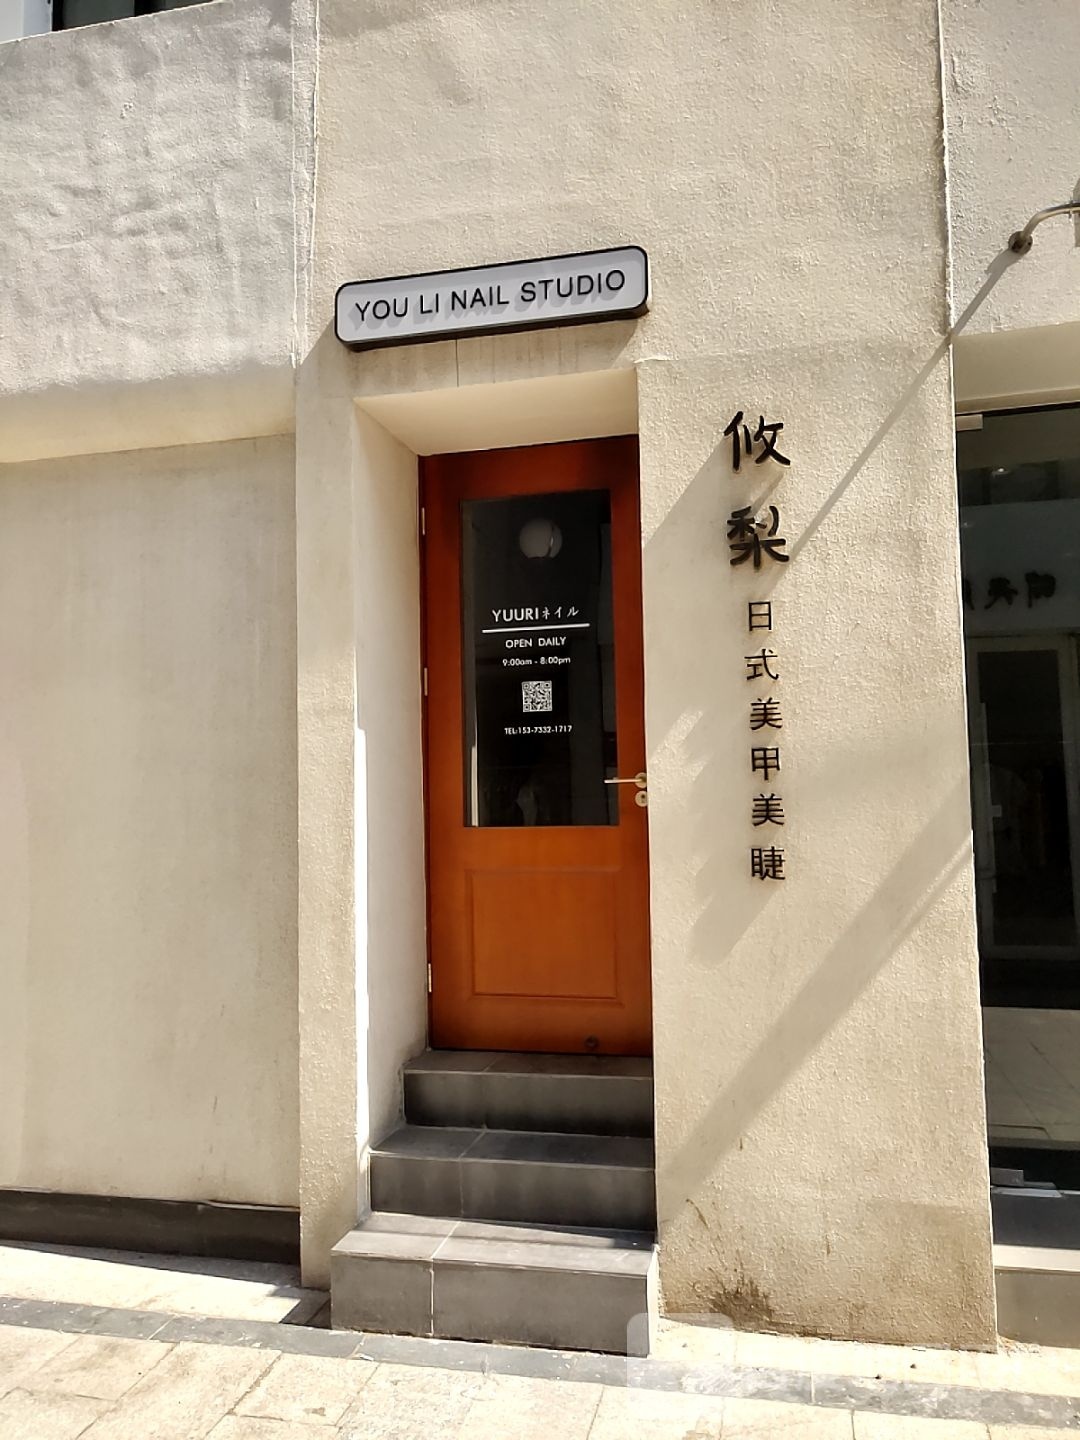 YOU LI NAIL STUDIO
攸梨
日式美甲美睫
YUURIネイル
OPEN DAILY
9:00am - 8:00pm
TEL:153-7332-1717